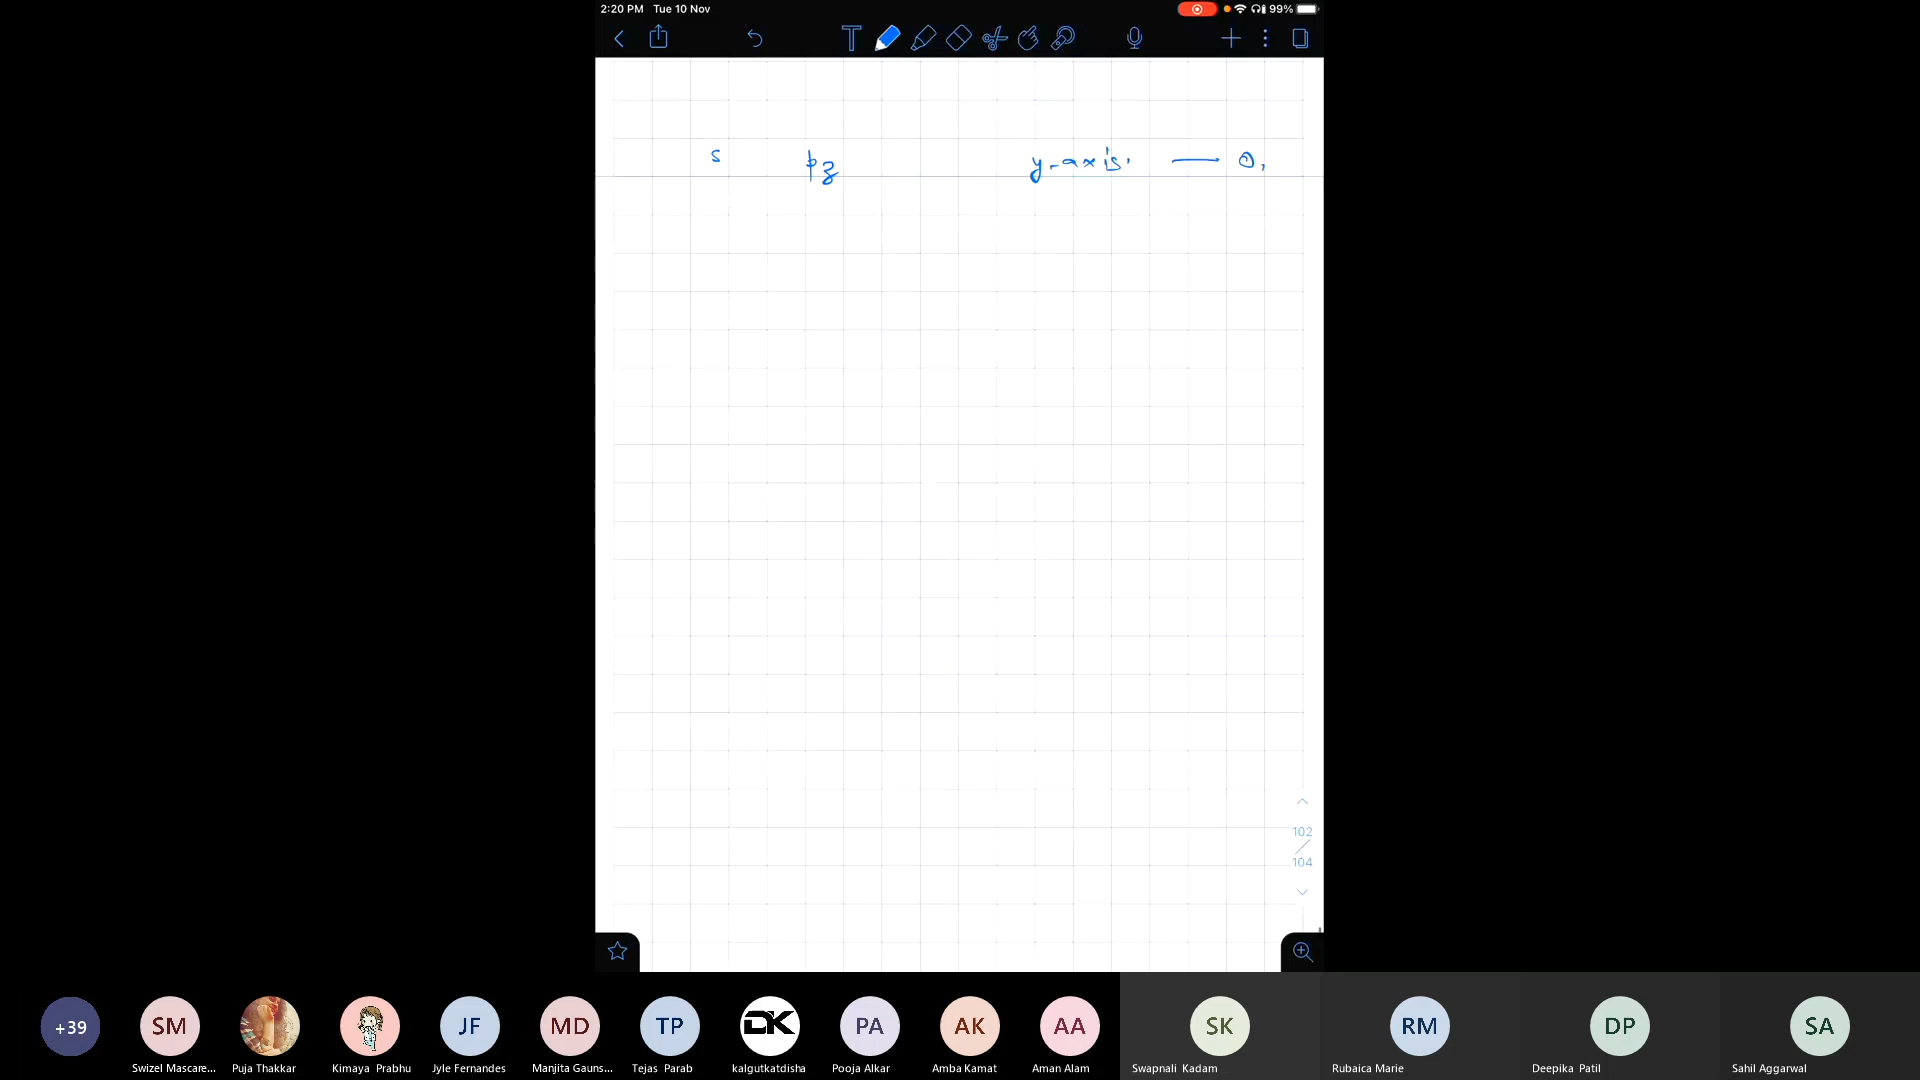 2:20 PM Tue 10 Nov 99%
T
s p₃ y-axis. — 0,
102
104
+39 SM JF MD TP DK PA AK AA SK RM DP SA
Swizel Mascare... Puja Thakkar Kimaya Prabhu Jyle Fernandes Manjita Gauns... Tejas Parab kalgutkatdisha Pooja Alkar Amba Kamat Aman Alam Swapnali Kadam Rubaica Marie Deepika Patil Sahil Aggarwal